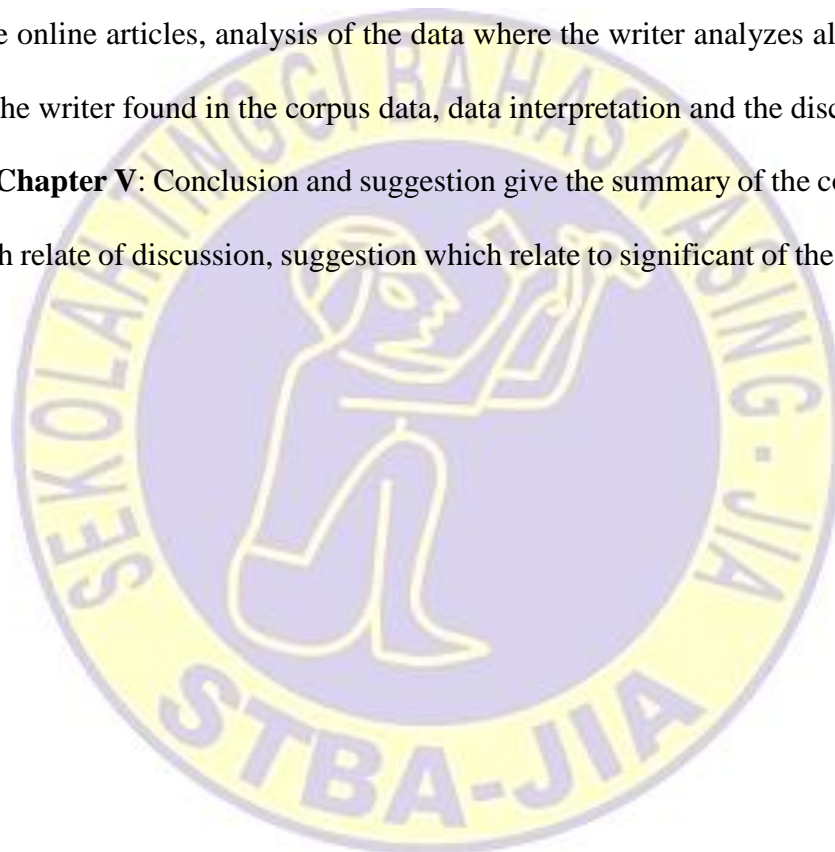 e online articles, analysis of the data where the writer analyzes al
he writer found in the corpus data, data interpretation and the disc
Chapter V: Conclusion and suggestion give the summary of the co
h relate of discussion, suggestion which relate to significant of the
SEKOLAH TINGGI BAHASA ASING - JIA
STBA-JIA